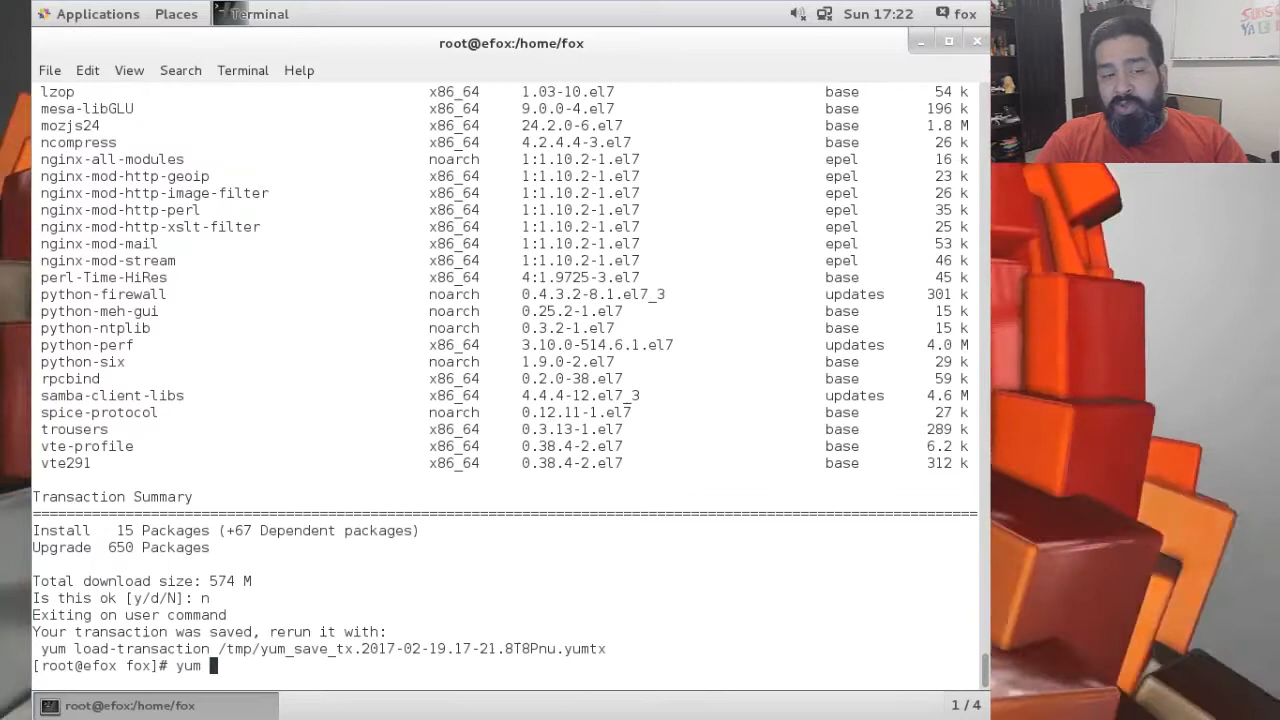 Applications Places Terminal Sun 17:22 fox
root@efox:/home/fox
File Edit View Search Terminal Help
lzop x86_64 1.03-10.el7 base 54 k
mesa-libGLU x86_64 9.0.0-4.el7 base 196 k
mozjs24 x86_64 24.2.0-6.el7 base 1.8 M
ncompress x86_64 4.2.4.4-3.el7 base 26 k
nginx-all-modules noarch 1:1.10.2-1.el7 epel 16 k
nginx-mod-http-geoip x86_64 1:1.10.2-1.el7 epel 23 k
nginx-mod-http-image-filter x86_64 1:1.10.2-1.el7 epel 26 k
nginx-mod-http-perl x86_64 1:1.10.2-1.el7 epel 35 k
nginx-mod-http-xslt-filter x86_64 1:1.10.2-1.el7 epel 25 k
nginx-mod-mail x86_64 1:1.10.2-1.el7 epel 53 k
nginx-mod-stream x86_64 1:1.10.2-1.el7 epel 46 k
perl-Time-HiRes x86_64 4:1.9725-3.el7 base 45 k
python-firewall noarch 0.4.3.2-8.1.el7_3 updates 301 k
python-meh-gui noarch 0.25.2-1.el7 base 15 k
python-ntplib noarch 0.3.2-1.el7 base 15 k
python-perf x86_64 3.10.0-514.6.1.el7 updates 4.0 M
python-six noarch 1.9.0-2.el7 base 29 k
rpcbind x86_64 0.2.0-38.el7 base 59 k
samba-client-libs x86_64 4.4.4-12.el7_3 updates 4.6 M
spice-protocol noarch 0.12.11-1.el7 base 27 k
trousers x86_64 0.3.13-1.el7 base 289 k
vte-profile x86_64 0.38.4-2.el7 base 6.2 k
vte291 x86_64 0.38.4-2.el7 base 312 k
Transaction Summary
Install 15 Packages (+67 Dependent packages)
Upgrade 650 Packages
Total download size: 574 M
Is this ok [y/d/N]: n
Exiting on user command
Your transaction was saved, rerun it with:
yum load-transaction /tmp/yum_save_tx.2017-02-19.17-21.8T8Pnu.yumtx
[root@efox fox]# yum
root@efox:/home/fox 1 / 4